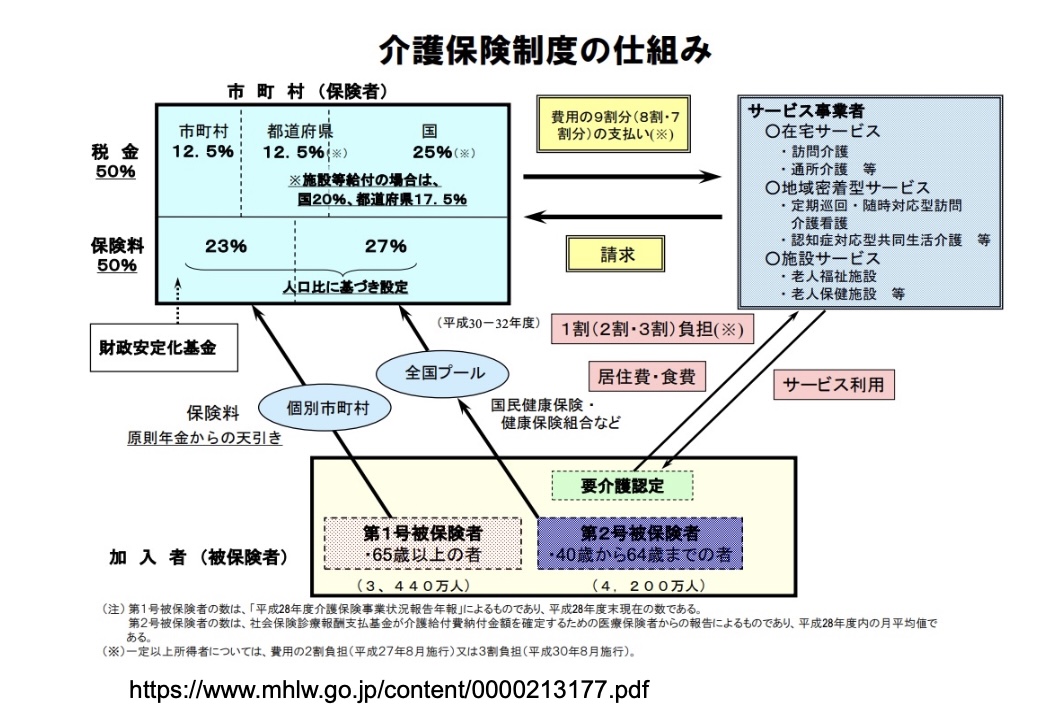 介護保険制度の仕組み
市 町 村（保険者）
市町村
12.5%
都道府県
12.5%(※)
国
25%(※)
税 金
50%
※施設等給付の場合は、
国20%、都道府県17.5%
保険料
50%
23%
27%
人口比に基づき設定
費用の9割分(8割・7
割分)の支払い(※)
請求
サービス事業者
○在宅サービス
・訪問介護
・通所介護 等
○地域密着型サービス
・定期巡回・随時対応型訪問
介護看護
・認知症対応型共同生活介護 等
○施設サービス
・老人福祉施設
・老人保健施設 等
財政安定化基金
（平成30－32年度）
1割(2割・3割)負担(※)
全国プール
居住費・食費
サービス利用
個別市町村
保険料
原則年金からの天引き
国民健康保険・
健康保険組合など
要介護認定
加 入 者（被保険者）
第1号被保険者
・65歳以上の者
第2号被保険者
・40歳から64歳までの者
（3、440万人）
（4，200万人）
（注）第1号被保険者の数は、「平成28年度介護保険事業状況報告年報」によるものであり、平成28年度末現在の数である。
第2号被保険者の数は、社会保険診療報酬支払基金が介護給付費納付金額を確定するための医療保険者からの報告によるものであり、平成28年度内の月平均値で
ある。
（※）一定以上所得者については、費用の2割負担（平成27年8月施行）又は3割負担（平成30年8月施行）。
https://www.mhlw.go.jp/content/0000213177.pdf